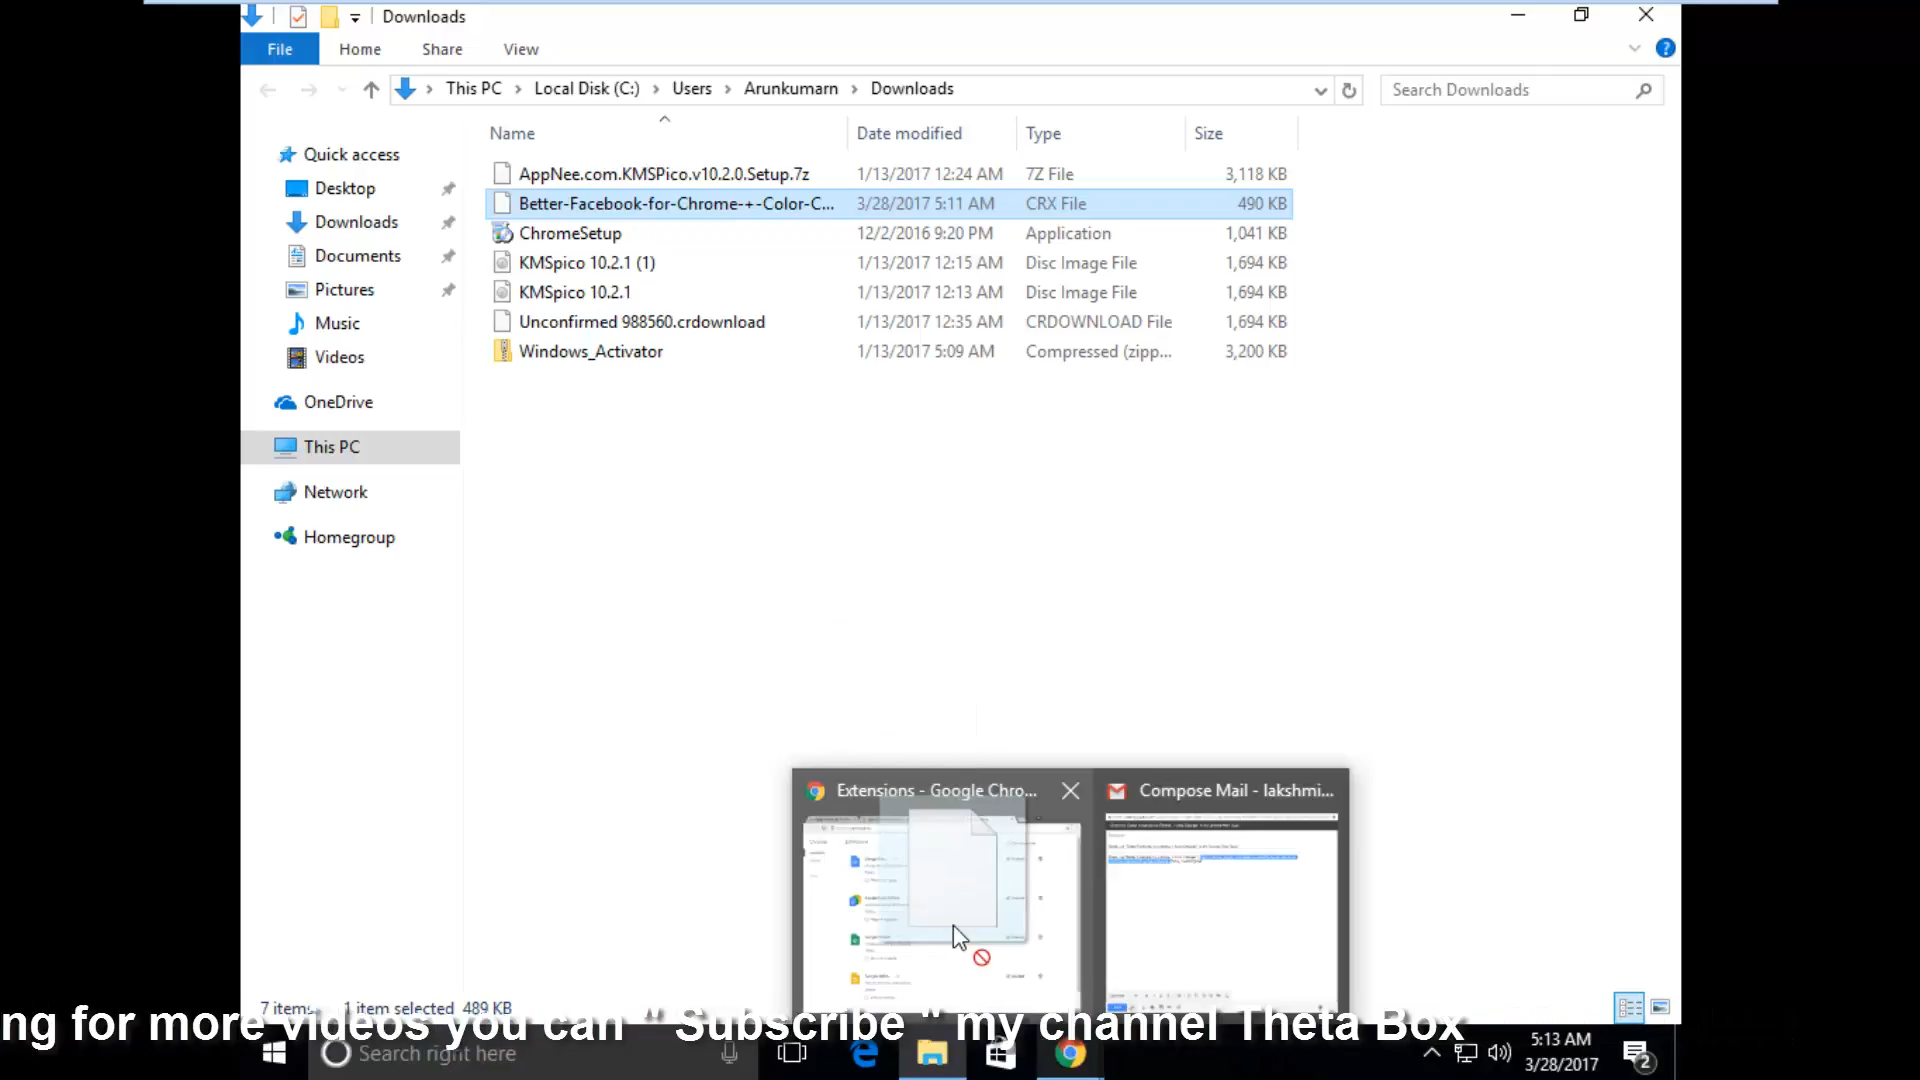 Downloads
File Home Share View
This PC Local Disk (C:) Users Arunkumarn Downloads
Search Downloads
Name Date modified Type Size
Quick access
Desktop
Downloads
Documents
Pictures
Music
Videos
OneDrive
This PC
Network
Homegroup
AppNee.com.KMSPico.v10.2.0.Setup.7z 1/13/2017 12:24 AM 7Z File 3,118 KB
Better-Facebook-for-Chrome-+-Color-C... 3/28/2017 5:11 AM CRX File 490 KB
ChromeSetup 12/2/2016 9:20 PM Application 1,041 KB
KMSpico 10.2.1 (1) 1/13/2017 12:15 AM Disc Image File 1,694 KB
KMSpico 10.2.1 1/13/2017 12:13 AM Disc Image File 1,694 KB
Unconfirmed 988560.crdownload 1/13/2017 12:35 AM CRDOWNLOAD File 1,694 KB
Windows_Activator 1/13/2017 5:09 AM Compressed (zipp... 3,200 KB
Extensions - Google Chro...
Compose Mail - lakshmi...
7 items 1 item selected 489 KB
ng for more videos you can " Subscribe " my channel Theta Box
Search right here
5:13 AM
3/28/2017
2